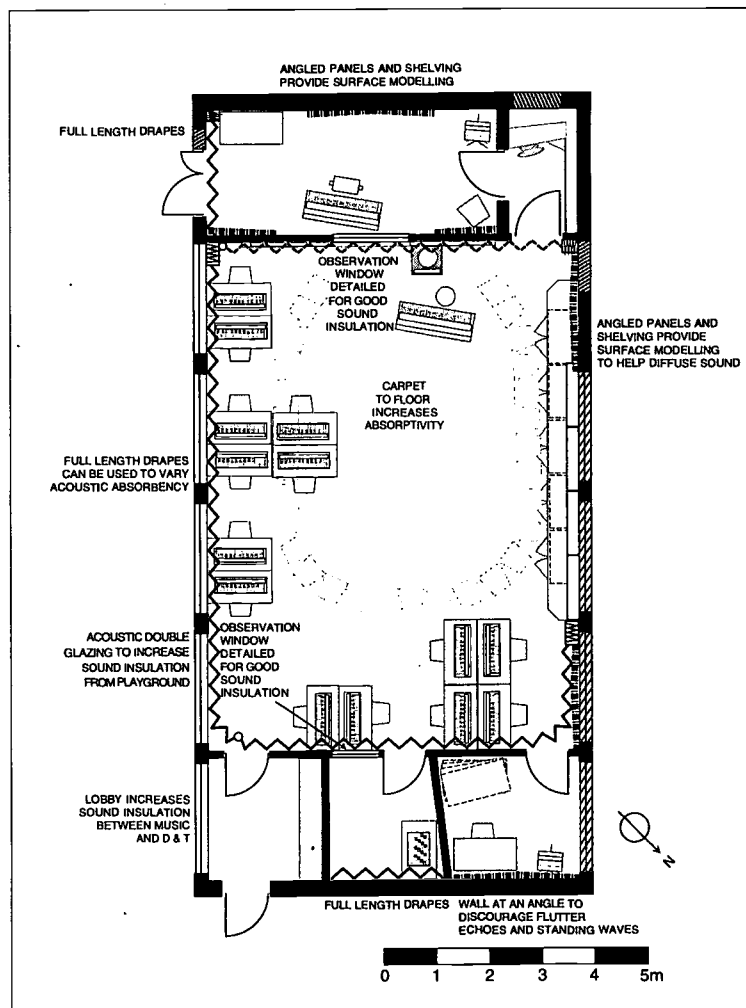 ANGLED PANELS AND SHELVING
PROVIDE SURFACE MODELLING
FULL LENGTH DRAPES
OBSERVATION
WINDOW
DETAILED
FOR GOOD
SOUND
INSULATION
ANGLED PANELS AND
SHELVING PROVIDE
SURFACE MODELLING
TO HELP DIFFUSE SOUND
CARPET
TO FLOOR
INCREASES
ABSORPTIVITY
FULL LENGTH DRAPES
CAN BE USED TO VARY
ACOUSTIC ABSORBENCY
ACOUSTIC DOUBLE
GLAZING TO INCREASE
SOUND INSULATION
FROM PLAYGROUND
OBSERVATION
WINDOW
DETAILED
FOR GOOD
SOUND
INSULATION
LOBBY INCREASES
SOUND INSULATION
BETWEEN MUSIC
AND D & T
N
FULL LENGTH DRAPES
WALL AT AN ANGLE TO
DISCOURAGE FLUTTER
ECHOES AND STANDING WAVES
0 1 2 3 4 5m